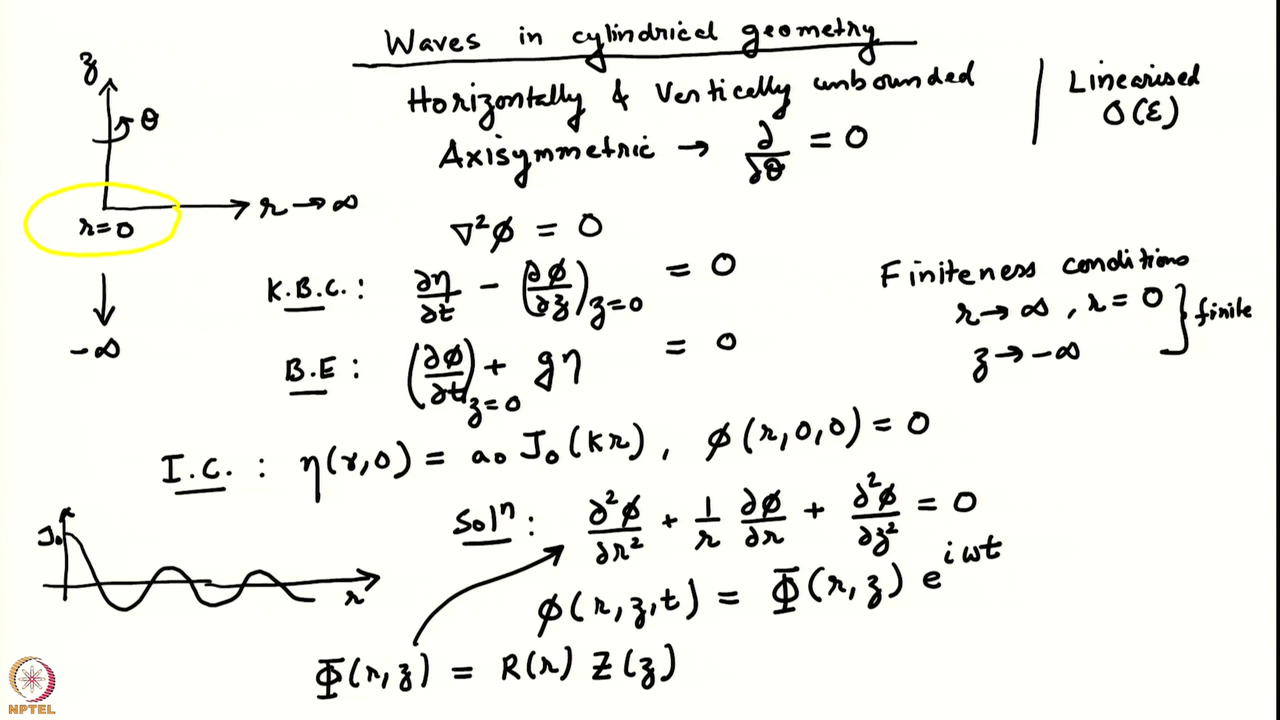 Waves in cylindrical geometry
Horizontally & Vertically unbounded
Axisymmetric → ∂/∂θ = 0
Linearised
O(ε)
z
θ
r → ∞
r=0
-∞
∇²φ = 0
K.B.C.: ∂η/∂t - (∂φ/∂z)z=0 = 0
B.E: (∂φ/∂t)z=0 + gη = 0
Finiteness conditions
r→∞, r=0
z→-∞ } finite
I.C.: η(r,0) = a₀ J₀(kr), φ(r,0,0) = 0
J₀
r
Solⁿ: ∂²φ/∂r² + 1/r ∂φ/∂r + ∂²φ/∂z² = 0
φ(r,z,t) = Φ(r,z) e^iωt
Φ(r,z) = R(r) Z(z)
NPTEL